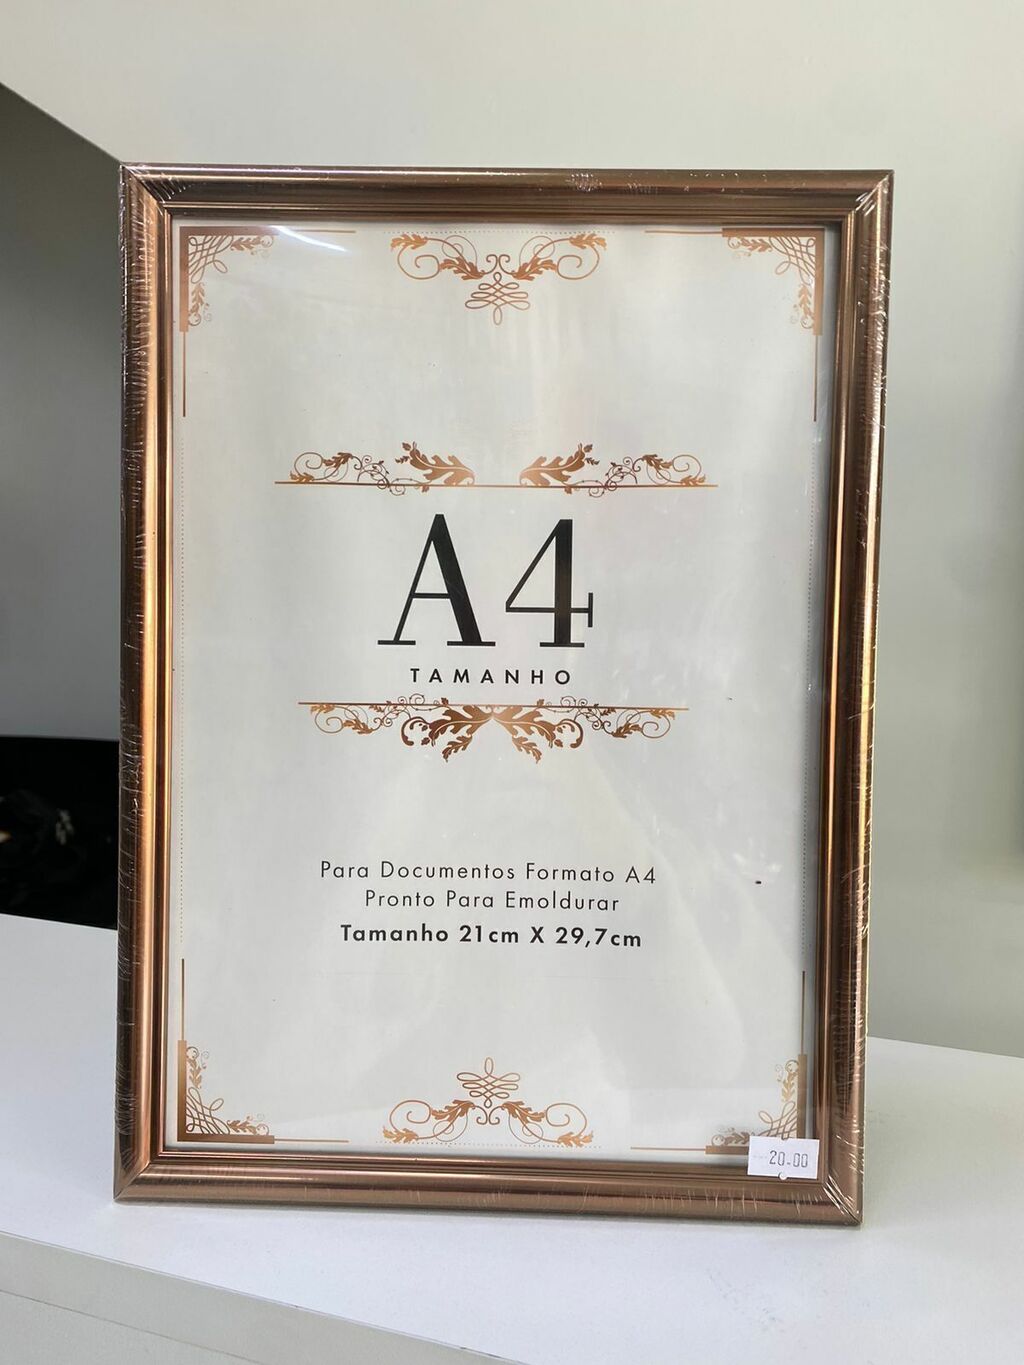 A4
TAMANHO
Para Documentos Formato A4
Pronto Para Emoldurar
Tamanho 21cm X 29,7cm
20.00